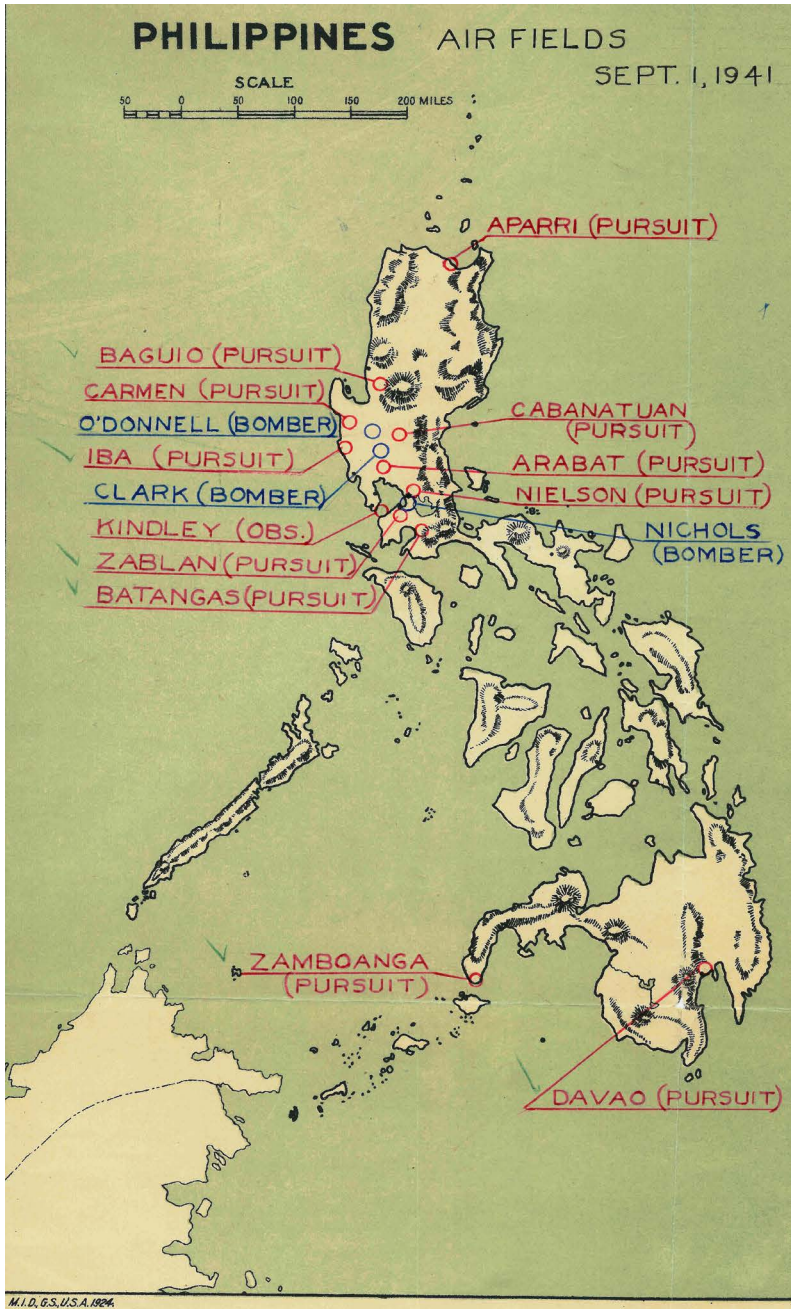 PHILIPPINES AIR FIELDS
SEPT. 1, 1941
SCALE
50 0 50 100 150 200 MILES
APARRI (PURSUIT)
BAGUIO (PURSUIT)
CARMEN (PURSUIT)
O'DONNELL (BOMBER)
IBA (PURSUIT)
CLARK (BOMBER)
KINDLEY (OBS.)
ZABLAN (PURSUIT)
BATANGAS (PURSUIT)
CABANATUAN
(PURSUIT)
ARABAT (PURSUIT)
NIELSON (PURSUIT)
NICHOLS
(BOMBER)
ZAMBOANGA
(PURSUIT)
DAVAO (PURSUIT)
M.I.D., G.S., U.S.A. 1924.